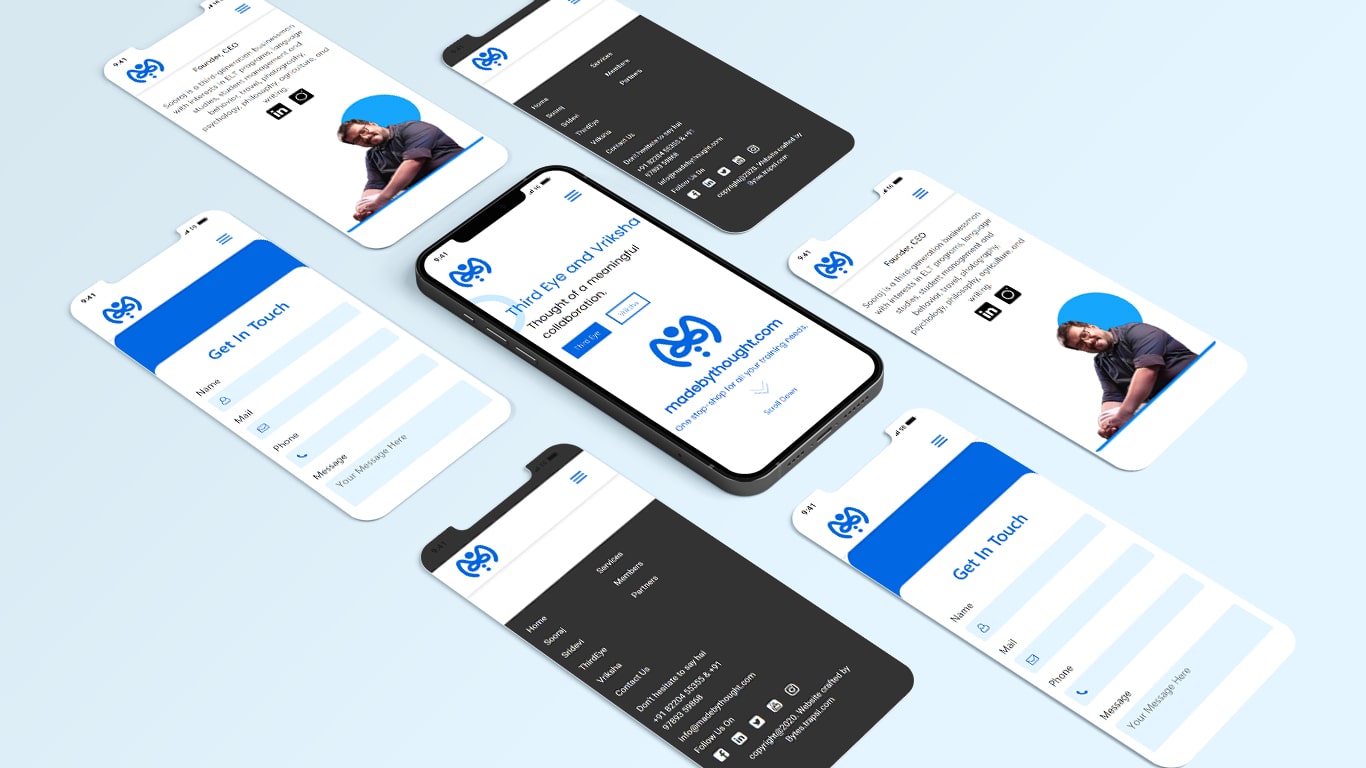 9:41
Founder, CEO
Sooraj is a third-generation businessman
with interests in ELT programs, language
studies, student management and
behavior, travel, photography,
psychology, philosophy, agriculture, and
writing.
Services
Members
Partners
Home
Sooraj
Sridevi
ThirdEye
Vriksha
Contact Us
Don't hesitate to say hai
+91 82204 55355 & +91
97893 59868
info@madebythought.com
Follow Us On
copyright@2020. Website crafted by
Bytes.trapsi.com
9:41
Get In Touch
Name
Mail
Phone
Message
Your Message Here
9:41
Third Eye and Vriksha
Thought of a meaningful
collaboration.
Third Eye
Vriksha
madebythought.com
One stop-shop for all your training needs.
Scroll Down
9:41
Founder, CEO
Sooraj is a third-generation businessman
with interests in ELT programs, language
studies, student management and
behavior, travel, photography,
psychology, philosophy, agriculture, and
writing.
9:41
Services
Members
Partners
Home
Sooraj
Sridevi
ThirdEye
Vriksha
Contact Us
Don't hesitate to say hai
+91 82204 55355 & +91
97893 59868
info@madebythought.com
Follow Us On
copyright@2020. Website crafted by
Bytes.trapsi.com
9:41
Get In Touch
Name
Mail
Phone
Message
Your Message Here